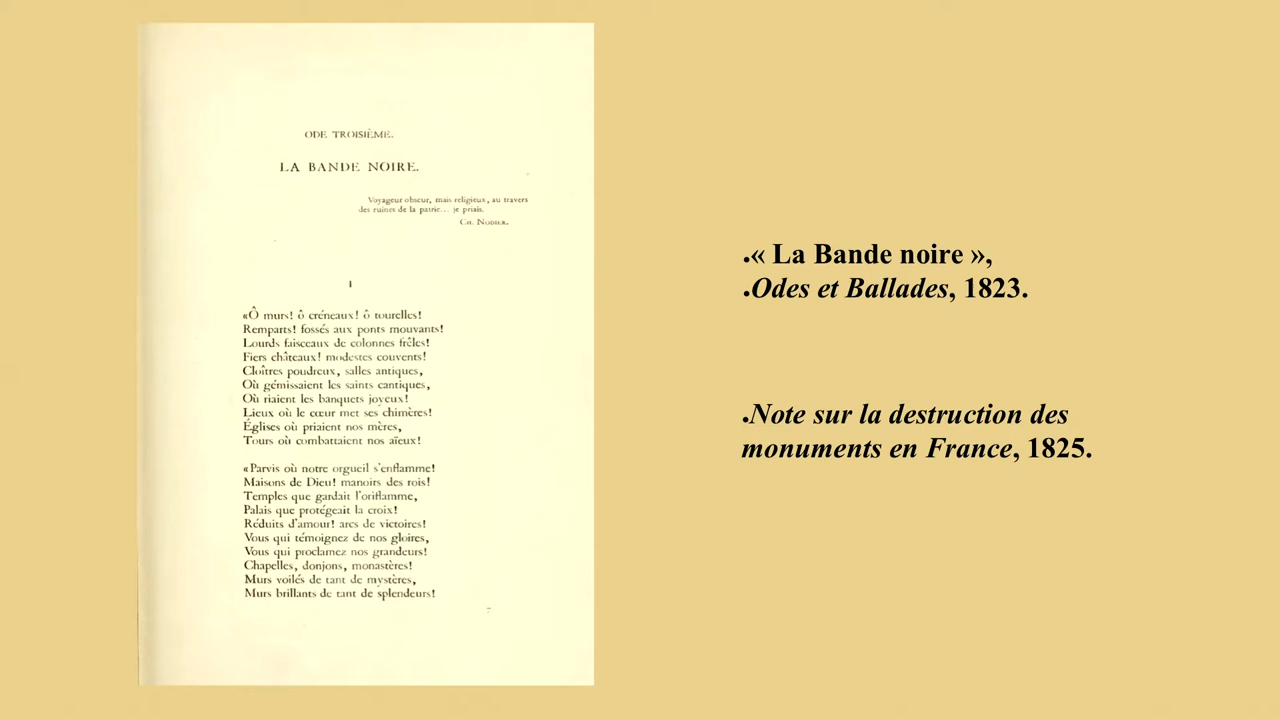 ODE TROISIÈME.
LA BANDE NOIRE.
Voyageur obscur, mais religieux, au travers
des ruines de la patrie... je priais.
CH. NODIER.
I
«Ô murs! ô créneaux! ô tourelles!
Remparts! fossés aux ponts mouvants!
Lourds faisceaux de colonnes frêles!
Fiers châteaux! modestes couvents!
Cloîtres poudreux, salles antiques,
Où gémissaient les saints cantiques,
Où riaient les banquets joyeux!
Lieux où le cœur met ses chimères!
Églises où priaient nos mères,
Tours où combattaient nos aïeux!
«Parvis où notre orgueil s'enflamme!
Maisons de Dieu! manoirs des rois!
Temples que gardait l'oriflamme,
Palais que protégeait la croix!
Réduits d'amour! arcs de victoires!
Vous qui témoignez de nos gloires,
Vous qui proclamez nos grandeurs!
Chapelles, donjons, monastères!
Murs voilés de tant de mystères,
Murs brillants de tant de splendeurs!
•« La Bande noire »,
•Odes et Ballades, 1823.
•Note sur la destruction des
monuments en France, 1825.